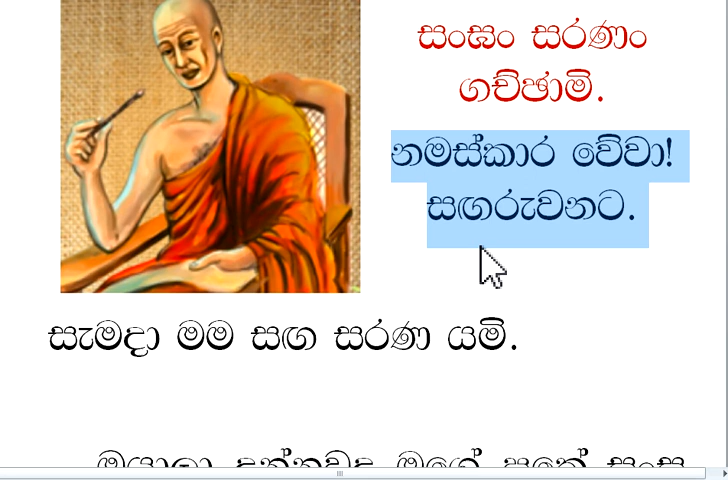 සංඝං සරණං
ගච්ඡාමි.
නමස්කාර වේවා!
සඟරුවනට.
සැමදා මම සඟ සරණ යමි.